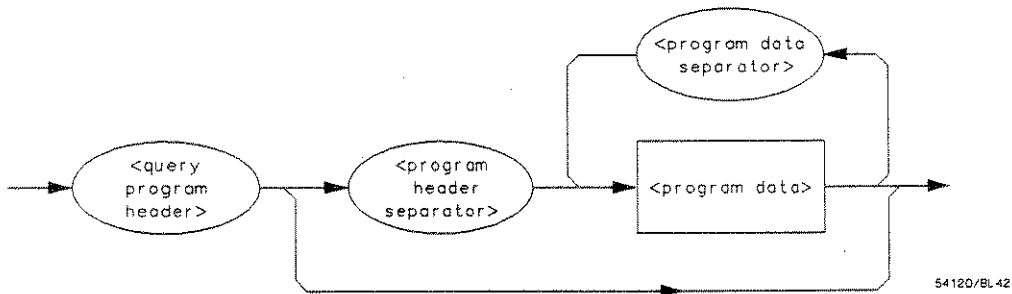 <program data
separator>
<query
program
header>
<program
header
separator>
<program data>
54120/BL42